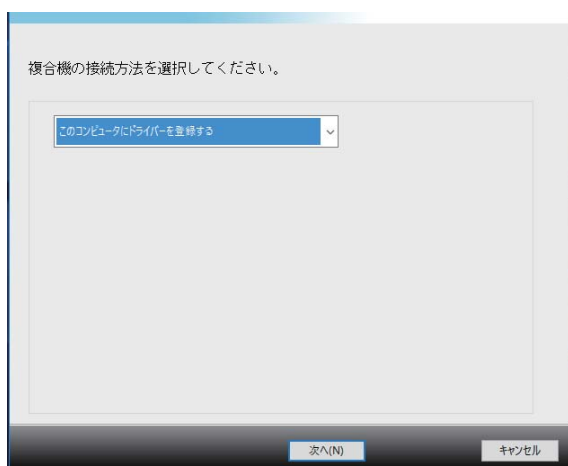 複合機の接続方法を選択してください。
このコンピュータにドライバーを登録する
次へ(N)
キャンセル